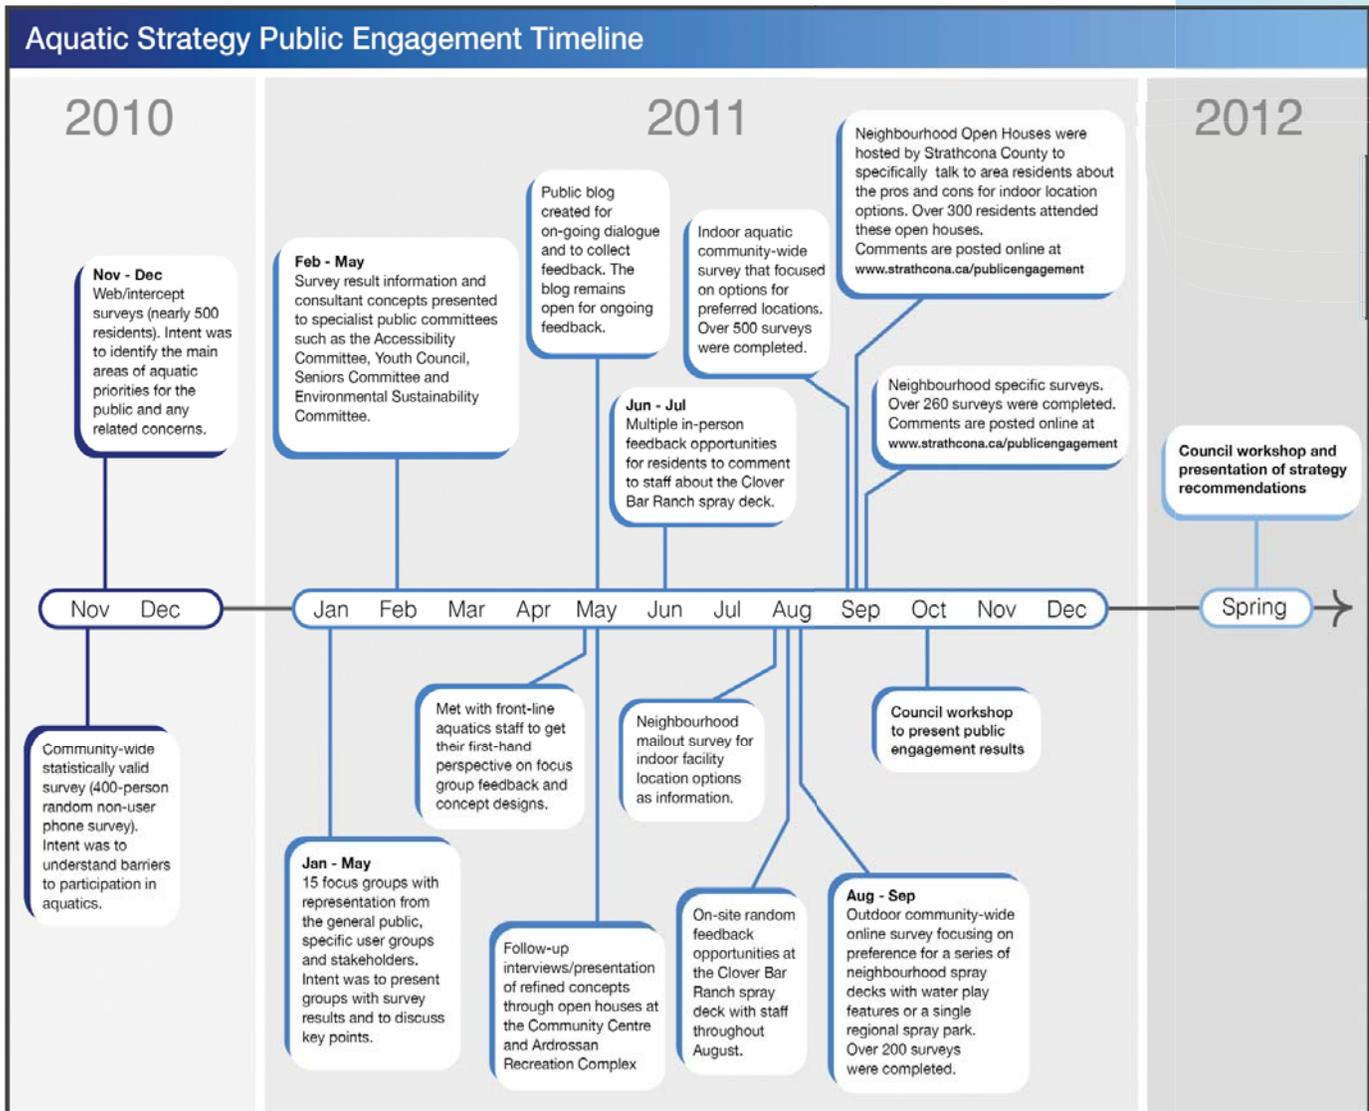 Aquatic Strategy Public Engagement Timeline
2010
2011
2012
Nov - Dec
Web/intercept
surveys (nearly 500
residents). Intent was
to identify the main
areas of aquatic
priorities for the
public and any
related concerns.
Feb - May
Survey result information and
consultant concepts presented
to specialist public committees
such as the Accessibility
Committee, Youth Council,
Seniors Committee and
Environmental Sustainability
Committee.
Public blog
created for
on-going dialogue
and to collect
feedback. The
blog remains
open for ongoing
feedback.
Jun - Jul
Multiple in-person
feedback opportunities
for residents to comment
to staff about the Clover
Bar Ranch spray deck.
Indoor aquatic
community-wide
survey that focused
on options for
preferred locations.
Over 500 surveys
were completed.
Neighbourhood Open Houses were
hosted by Strathcona County to
specifically talk to area residents about
the pros and cons for indoor location
options. Over 300 residents attended
these open houses.
Comments are posted online at
www.strathcona.ca/publicengagement
Neighbourhood specific surveys.
Over 260 surveys were completed.
Comments are posted online at
www.strathcona.ca/publicengagement
Council workshop and
presentation of strategy
recommendations
Nov Dec
Jan Feb Mar Apr May Jun Jul Aug Sep Oct Nov Dec
Spring
Community-wide
statistically valid
survey (400-person
random non-user
phone survey).
Intent was to
understand barriers
to participation in
aquatics.
Jan - May
15 focus groups with
representation from
the general public,
specific user groups
and stakeholders.
Intent was to present
groups with survey
results and to discuss
key points.
Met with front-line
aquatics staff to get
their first-hand
perspective on focus
group feedback and
concept designs.
Follow-up
interviews/presentation
of refined concepts
through open houses at
the Community Centre
and Ardrossan
Recreation Complex
Neighbourhood
mailout survey for
indoor facility
location options
as information.
On-site random
feedback
opportunities at
the Clover Bar
Ranch spray
deck with staff
throughout
August.
Aug - Sep
Outdoor community-wide
online survey focusing on
preference for a series of
neighbourhood spray
decks with water play
features or a single
regional spray park.
Over 200 surveys
were completed.
Council workshop
to present public
engagement results